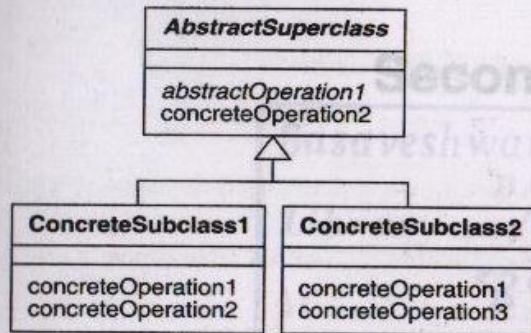 AbstractSuperclass
abstractOperation1
concreteOperation2
ConcreteSubclass1
concreteOperation1
concreteOperation2
ConcreteSubclass2
concreteOperation1
concreteOperation3